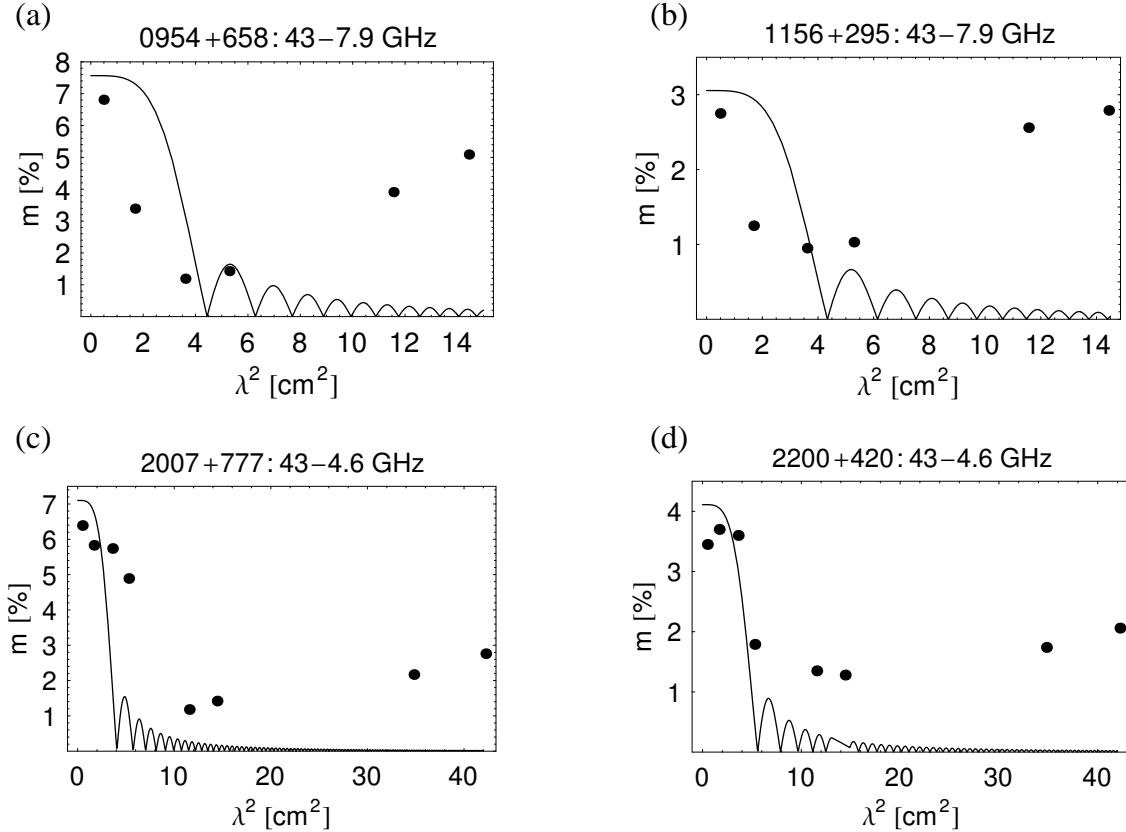 (a)
0954+658: 43−7.9 GHz
8
7
6
5
4
3
2
1
m [%]
0 2 4 6 8 10 12 14
λ² [cm²]
(b)
1156+295: 43−7.9 GHz
3
2
1
m [%]
0 2 4 6 8 10 12 14
λ² [cm²]
(c)
2007+777: 43−4.6 GHz
7
6
5
4
3
2
1
m [%]
0 10 20 30 40
λ² [cm²]
(d)
2200+420: 43−4.6 GHz
4
3
2
1
m [%]
0 10 20 30 40
λ² [cm²]